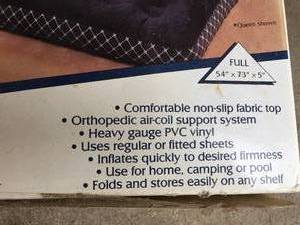 *Queen shown
FULL
54" x 73" x 5"
• Comfortable non-slip fabric top
• Orthopedic air-coil support system
• Heavy gauge PVC vinyl
• Uses regular or fitted sheets
• Inflates quickly to desired firmness
• Use for home, camping or pool
• Folds and stores easily on any shelf